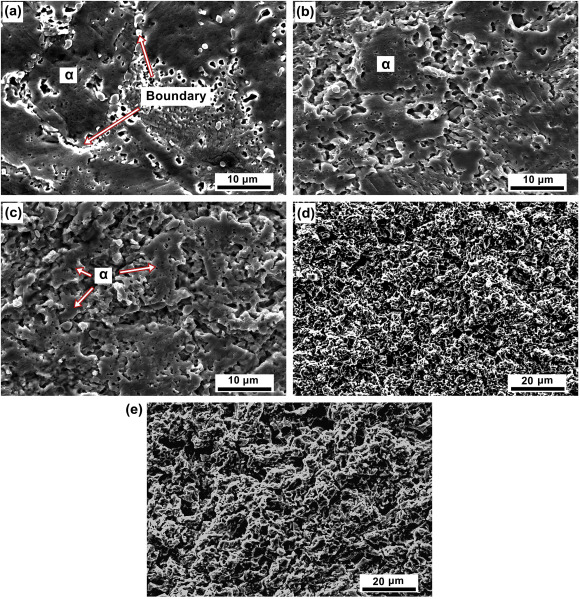 (a)
α
Boundary
10 µm
(b)
α
10 µm
(c)
α
10 µm
(d)
20 µm
(e)
20 µm